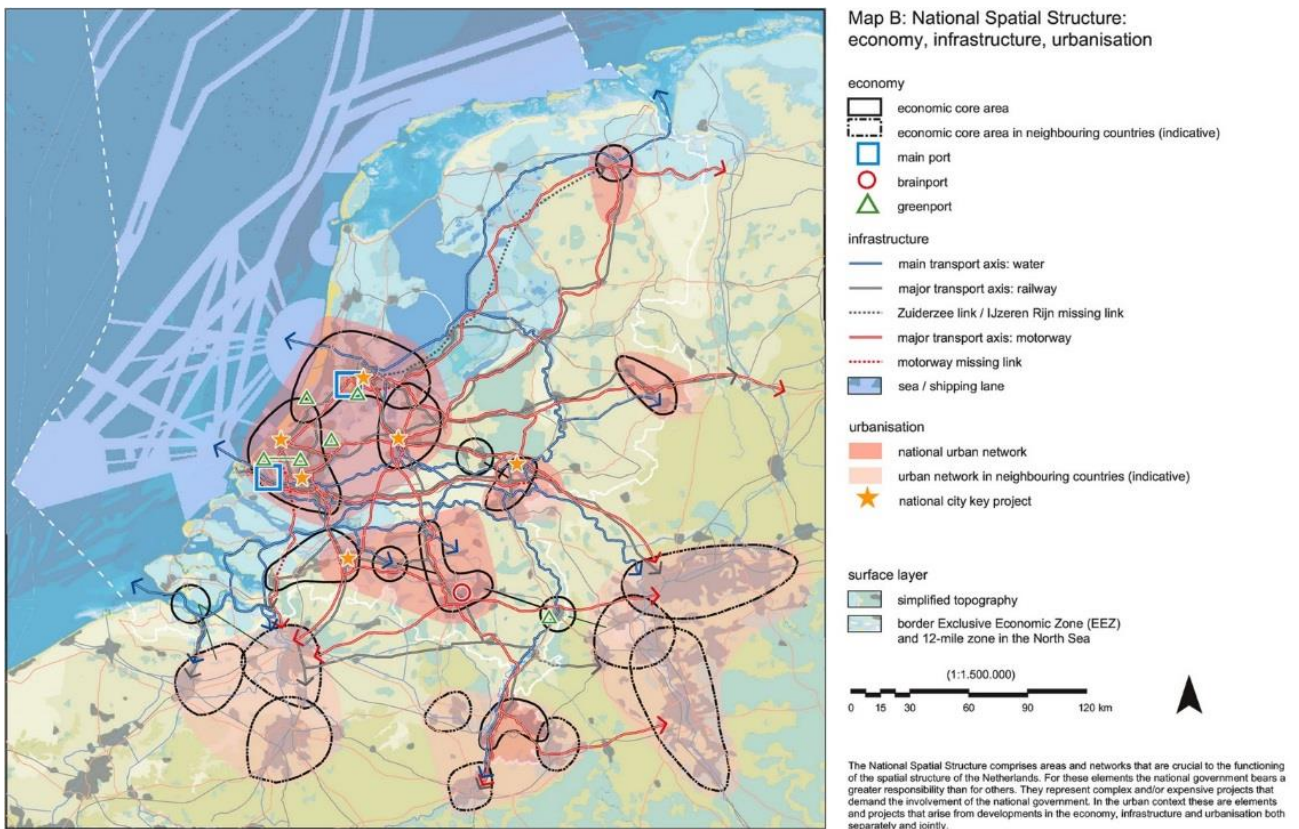 Map B: National Spatial Structure:
economy, infrastructure, urbanisation
economy
economic core area
economic core area in neighbouring countries (indicative)
main port
brainport
greenport
infrastructure
main transport axis: water
major transport axis: railway
Zuiderzee link / IJzeren Rijn missing link
major transport axis: motorway
motorway missing link
sea / shipping lane
urbanisation
national urban network
urban network in neighbouring countries (indicative)
national city key project
surface layer
simplified topography
border Exclusive Economic Zone (EEZ)
and 12-mile zone in the North Sea
(1:1.500.000)
0 15 30 60 90 120 km
The National Spatial Structure comprises areas and networks that are crucial to the functioning
of the spatial structure of the Netherlands. For these elements the national government bears a
greater responsibility than for others. They represent complex and/or expensive projects that
demand the involvement of the national government. In the urban context these are elements
and projects that arise from developments in the economy, infrastructure and urbanisation both
separately and jointly.